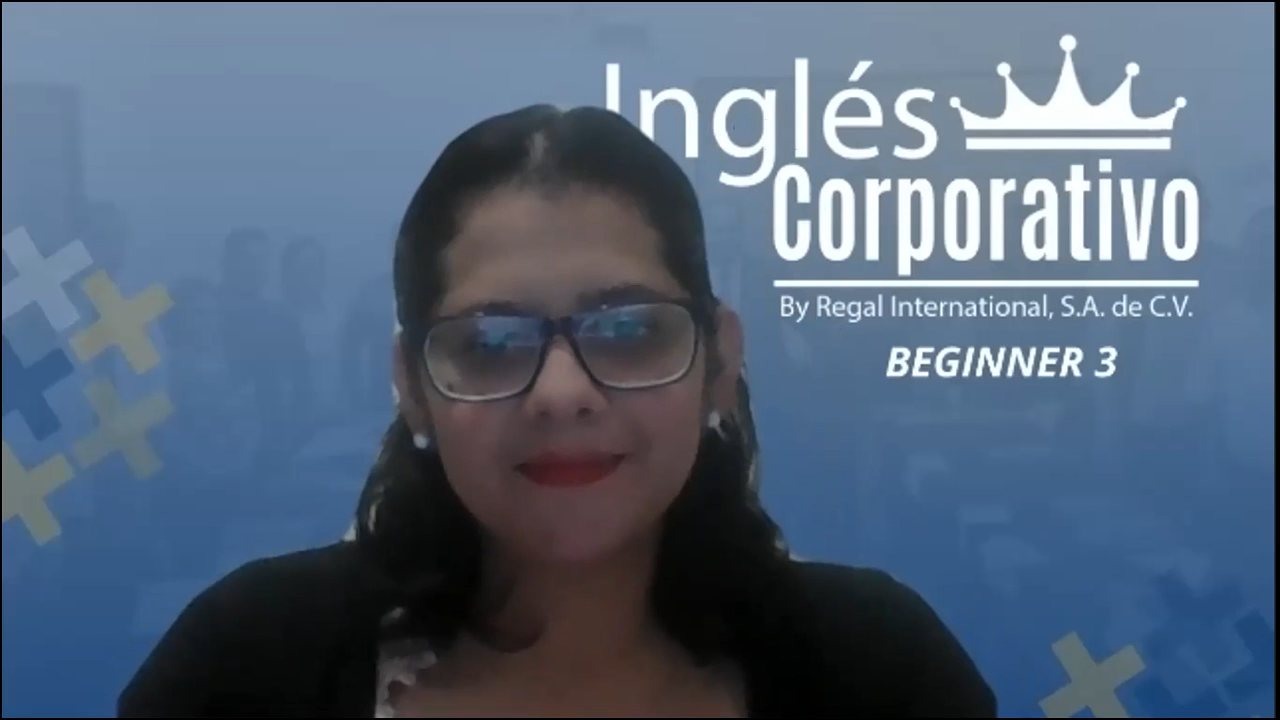 Inglés
Corporativo
By Regal International, S.A. de C.V.
BEGINNER 3